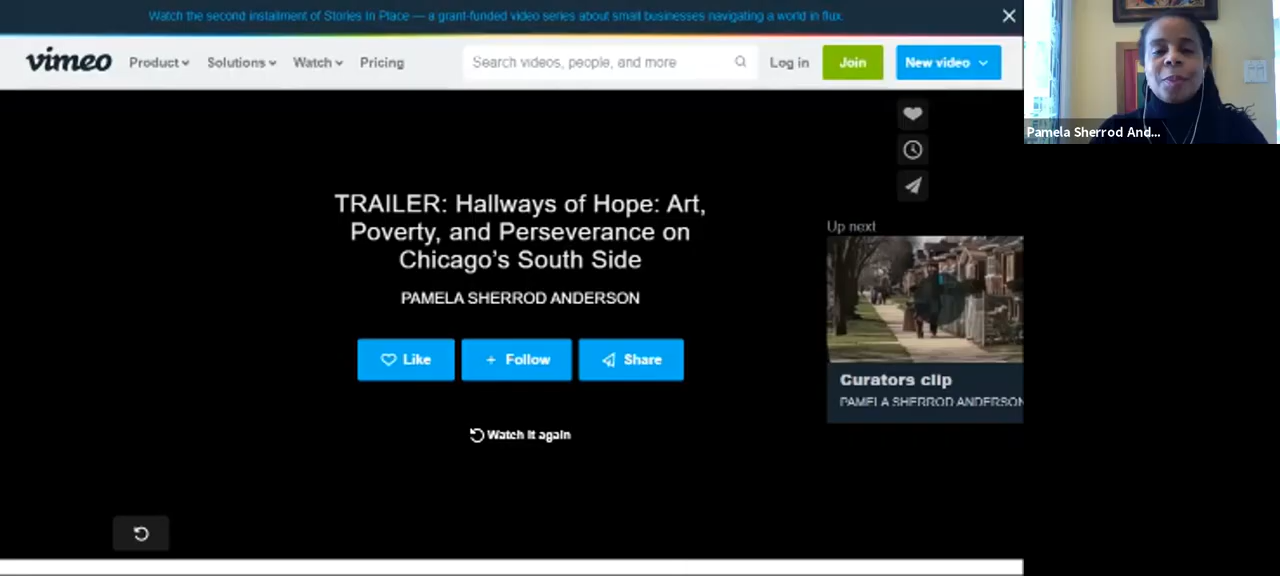 Watch the second installment of Stories in Place — a grant-funded video series about small businesses navigating a world in flux.
vimeo Product Solutions Watch Pricing Search videos, people, and more Log in Join New video
Pamela Sherrod And...
TRAILER: Hallways of Hope: Art,
Poverty, and Perseverance on
Chicago’s South Side
PAMELA SHERROD ANDERSON
Like + Follow Share
Watch it again
Up next
Curators clip
PAMELA SHERROD ANDERSON